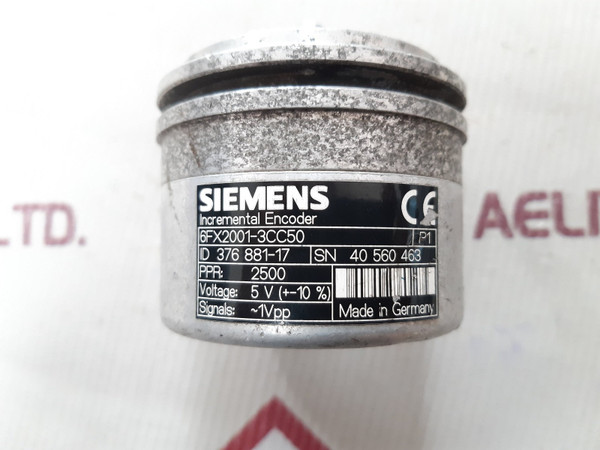 SIEMENS
Incremental Encoder
6FX2001-3CC50 P1
ID 376 881-17 SN 40 560 463
PPR: 2500
Voltage: 5 V (+-10 %)
Signals: ~1Vpp Made in Germany
CE
LTD.
AELI